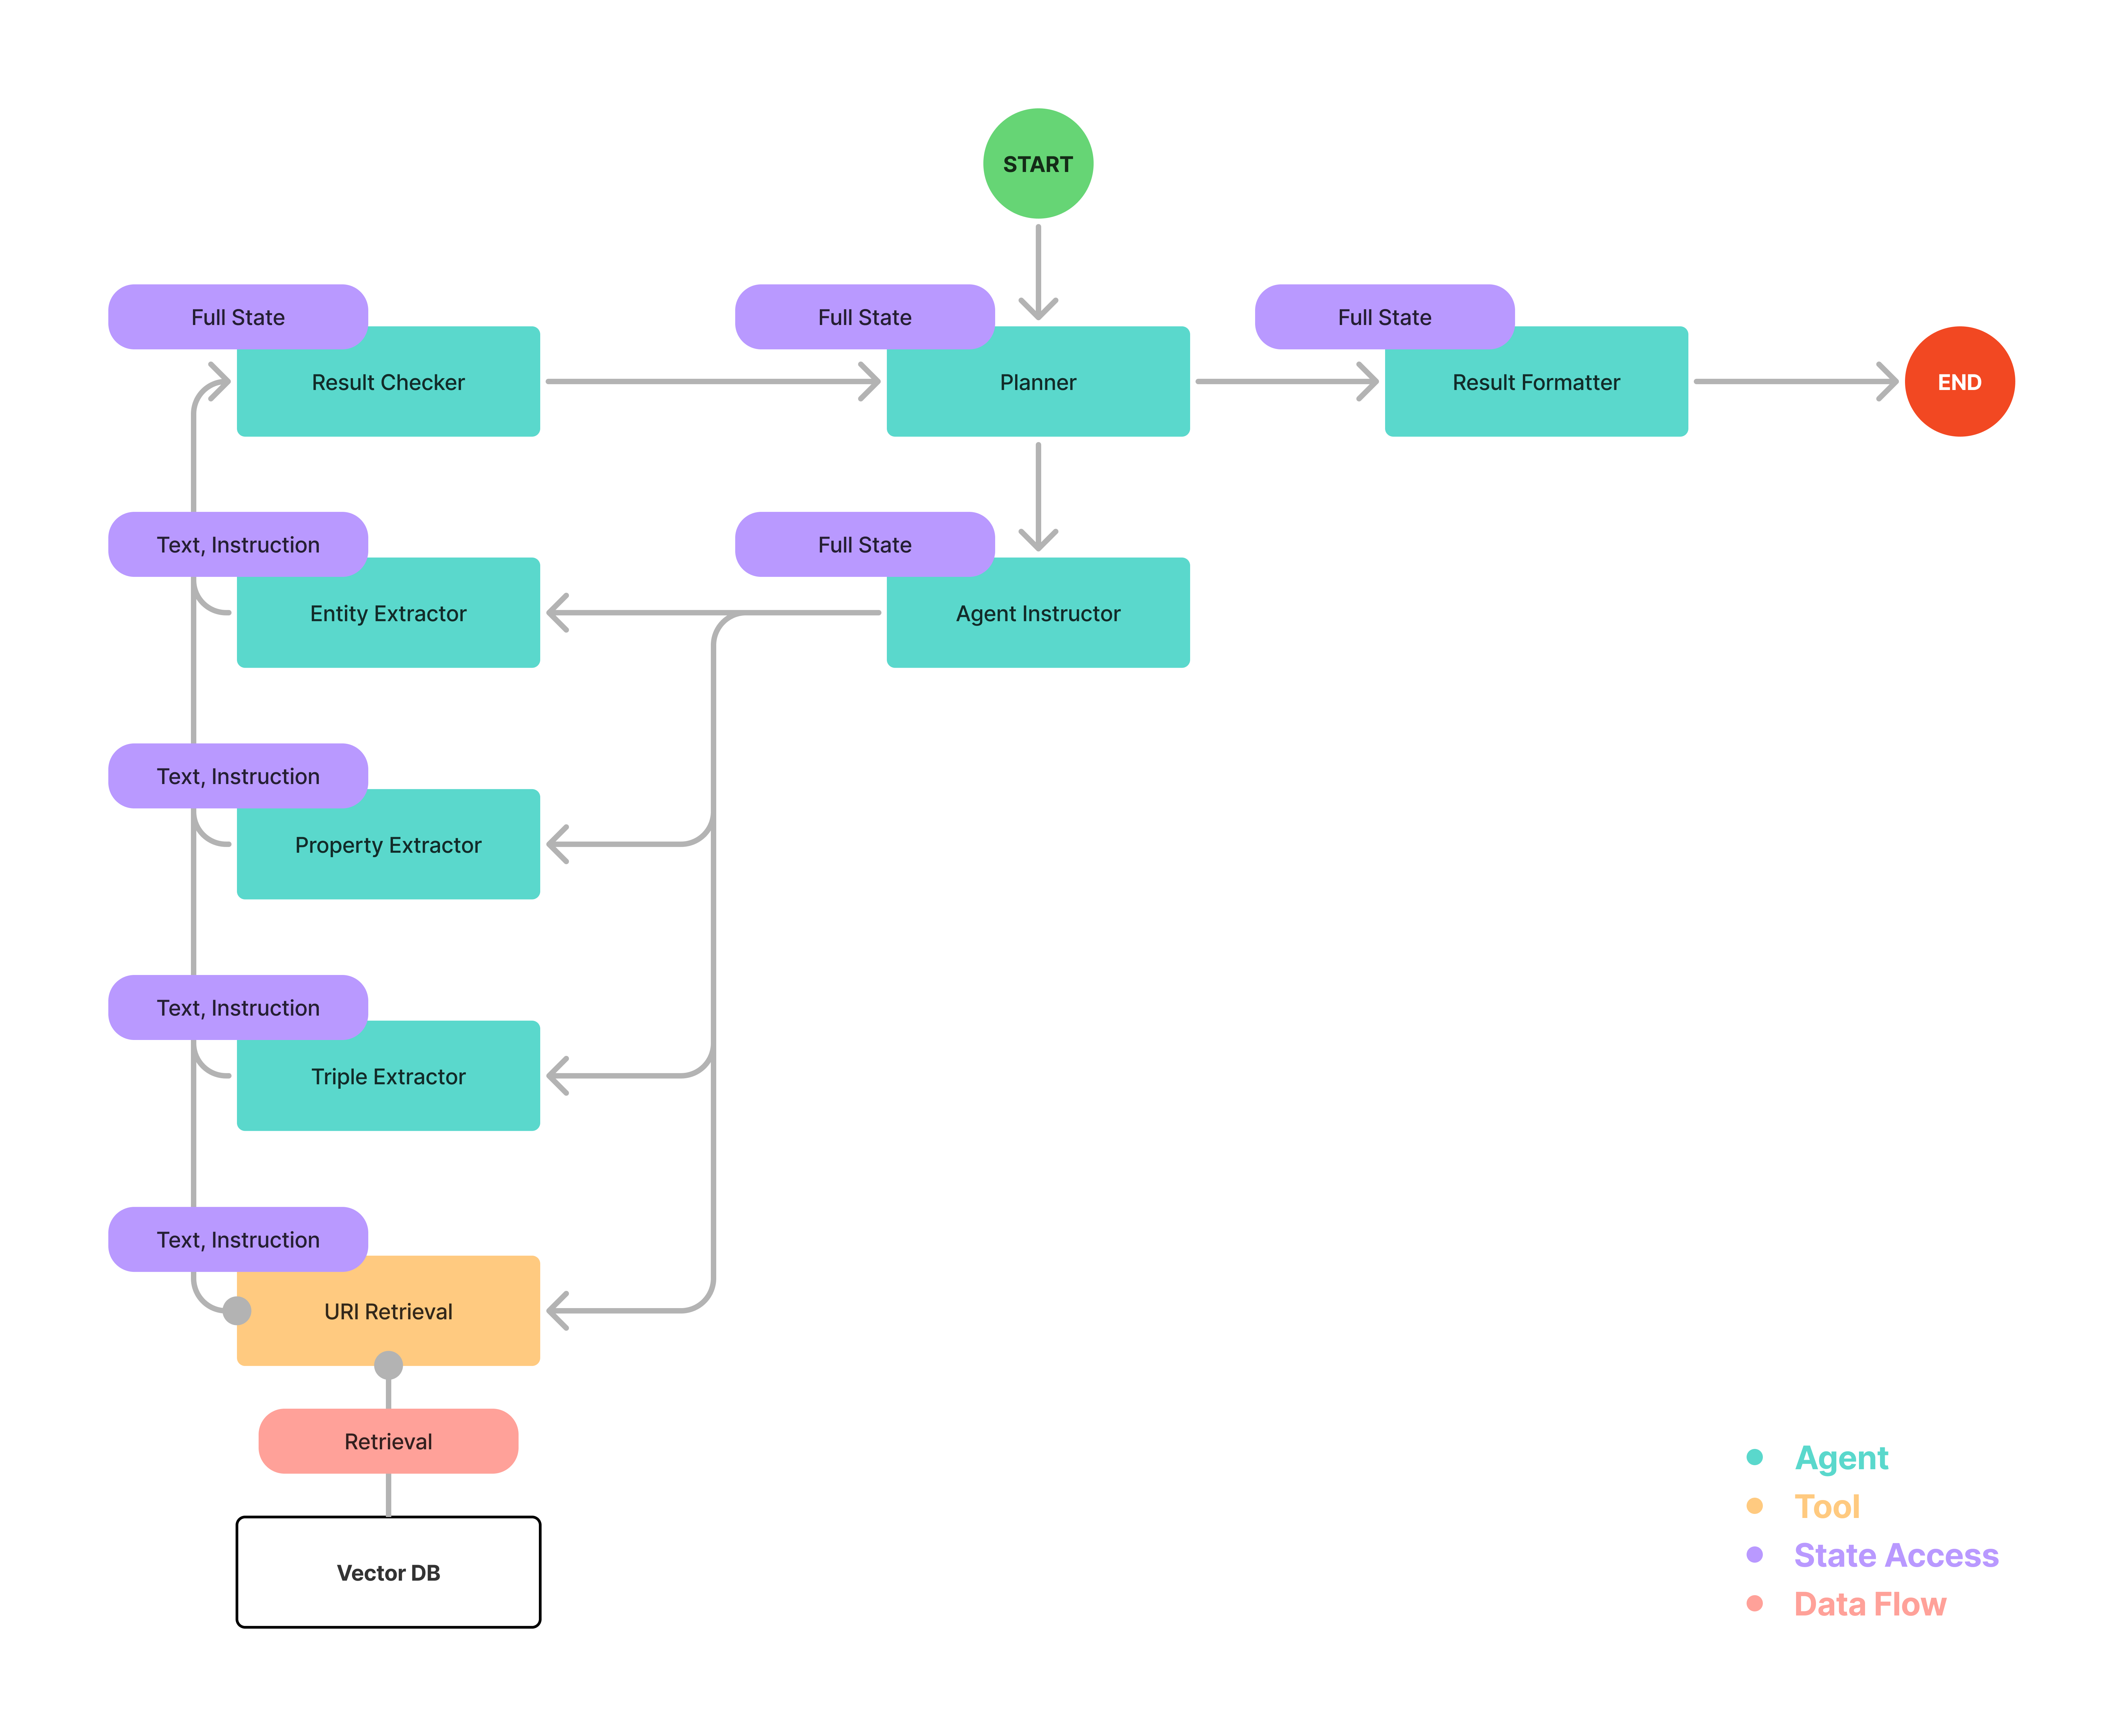 START
Full State
Full State
Full State
Result Checker
Planner
Result Formatter
END
Text, Instruction
Full State
Entity Extractor
Agent Instructor
Text, Instruction
Property Extractor
Text, Instruction
Triple Extractor
Text, Instruction
URI Retrieval
Retrieval
Vector DB
Agent
Tool
State Access
Data Flow